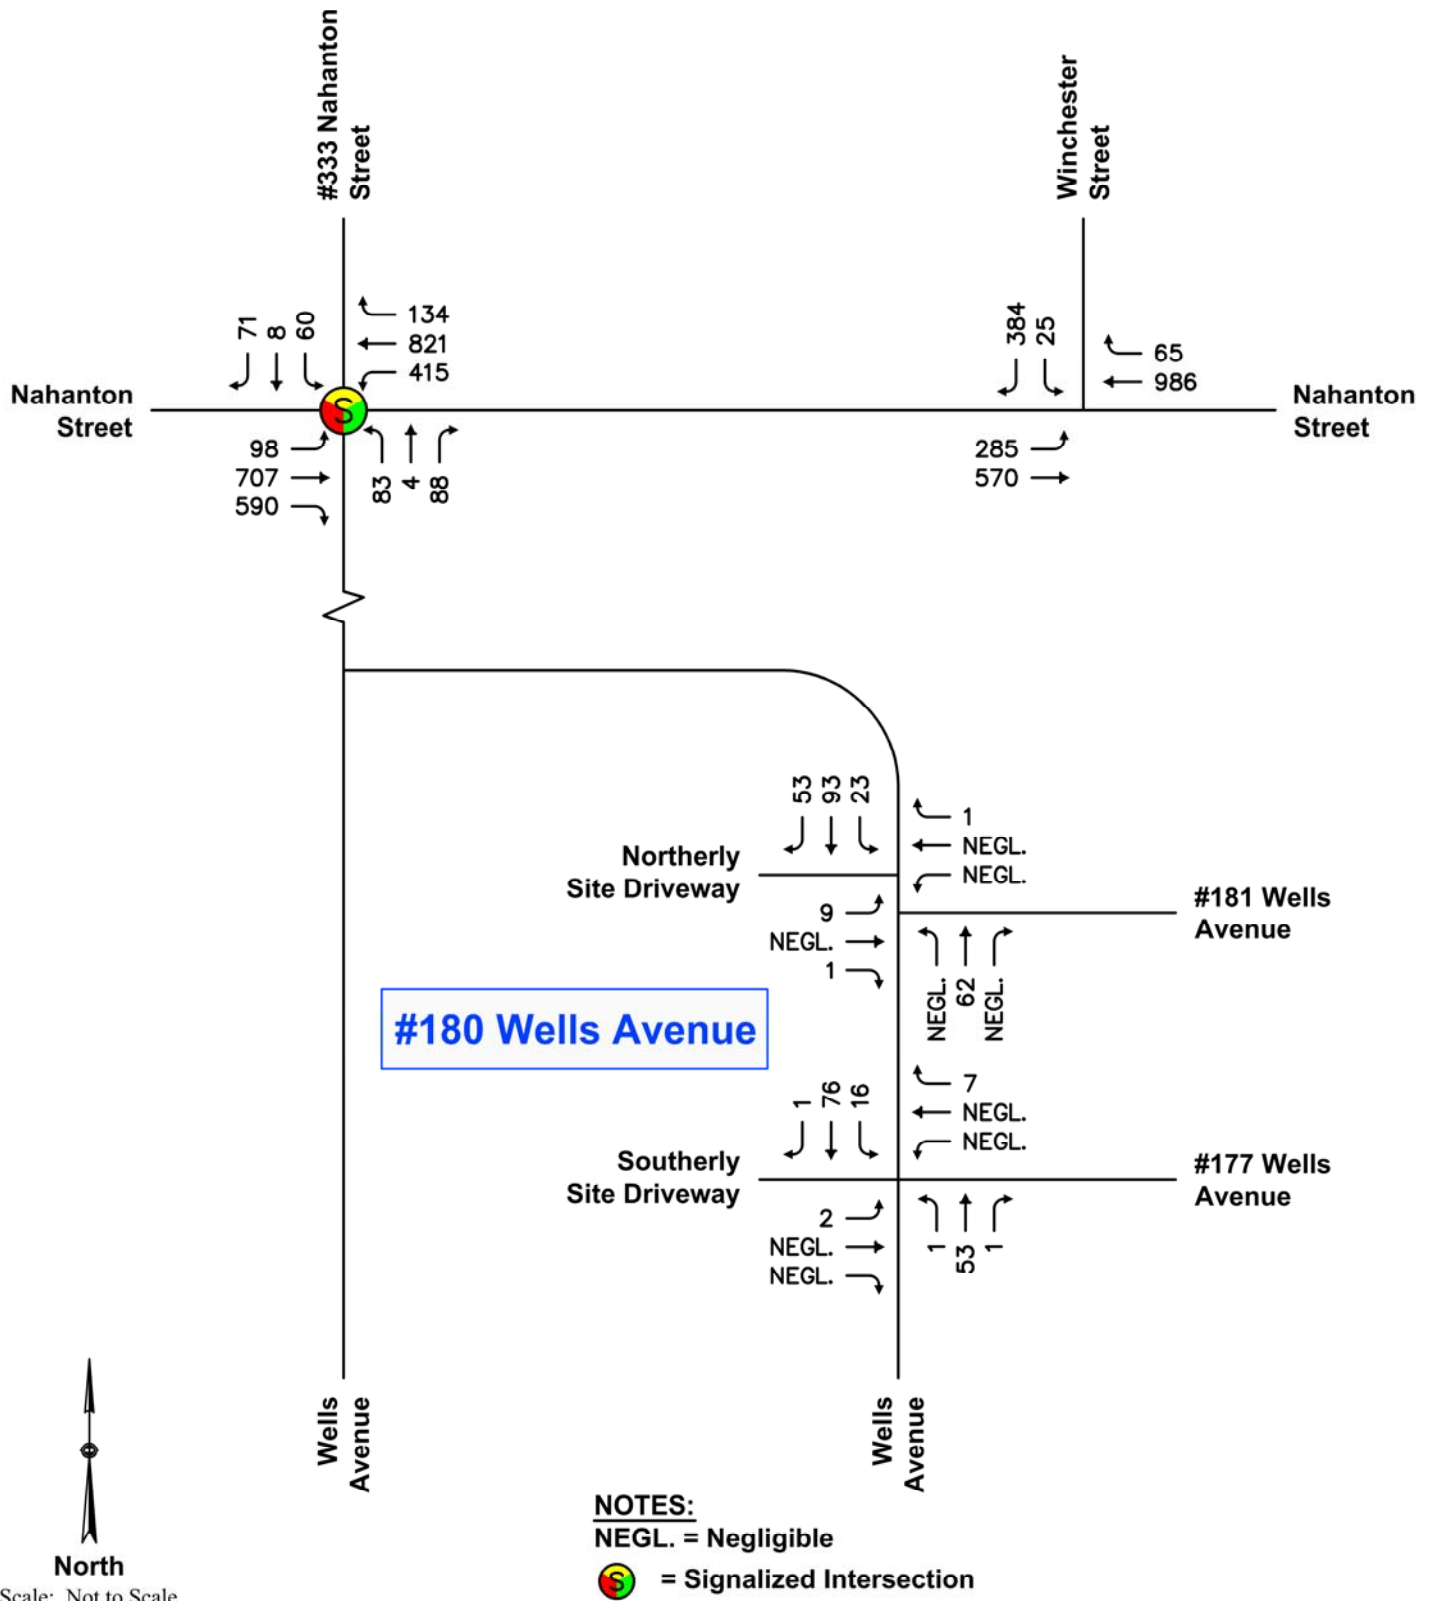 #333 Nahanton
Street
Winchester
Street
134
821
415
71
8
60
384
25
65
986
Nahanton
Street
Nahanton
Street
98
707
590
83
4
88
285
570
53
93
23
1
NEGL.
NEGL.
Northerly
Site Driveway
#181 Wells
Avenue
9
NEGL.
1
NEGL.
62
NEGL.
#180 Wells Avenue
1
76
16
7
NEGL.
NEGL.
Southerly
Site Driveway
#177 Wells
Avenue
2
NEGL.
NEGL.
1
53
1
Wells
Avenue
Wells
Avenue
North
Scale: Not to Scale
NOTES:
NEGL. = Negligible
S = Signalized Intersection